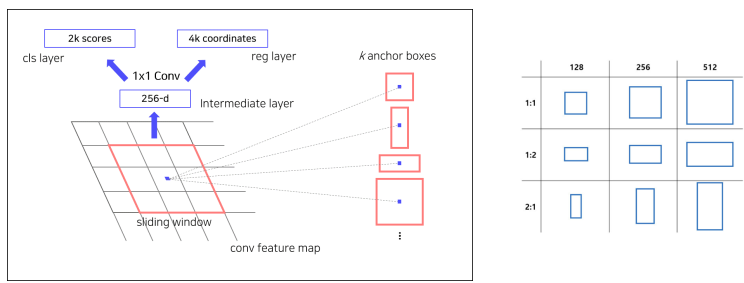 2k scores
4k coordinates
cls layer
reg layer
1x1 Conv
256-d
Intermediate layer
k anchor boxes
sliding window
conv feature map
128 256 512
1:1
1:2
2:1